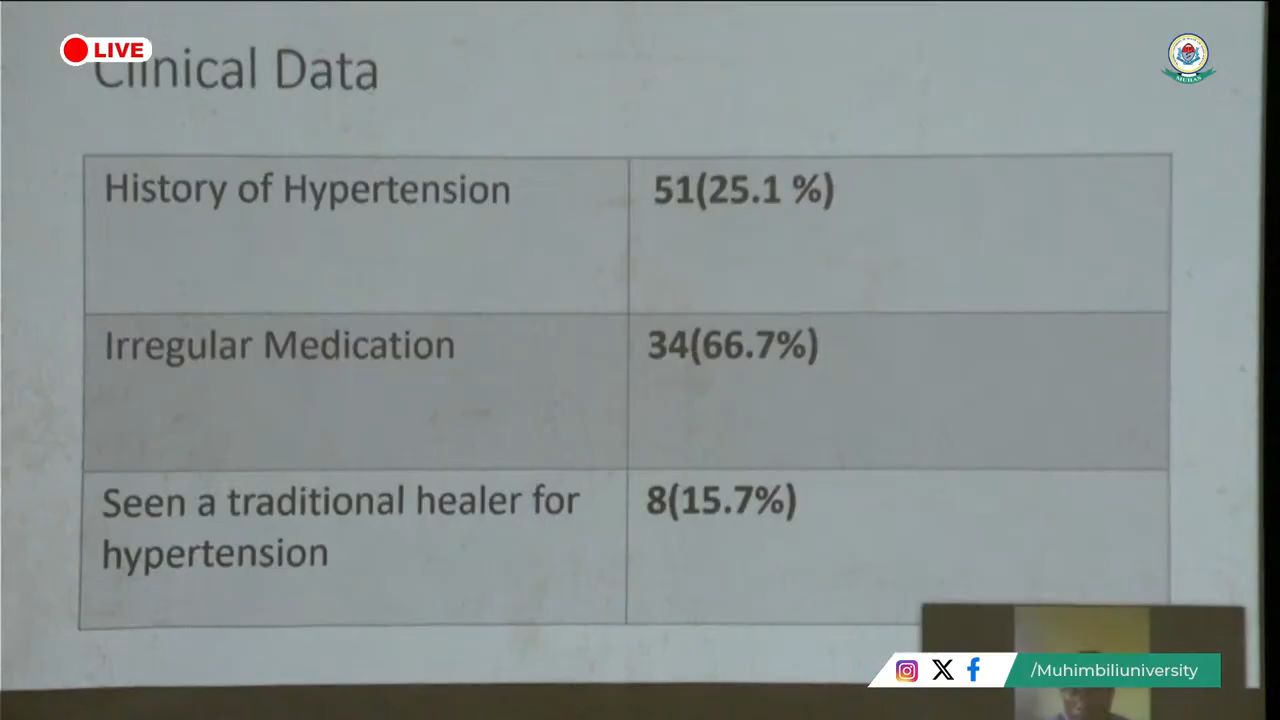 LIVE
Clinical Data
MUHAS
History of Hypertension
51(25.1 %)
Irregular Medication
34(66.7%)
Seen a traditional healer for
hypertension
8(15.7%)
/Muhimbiliuniversity